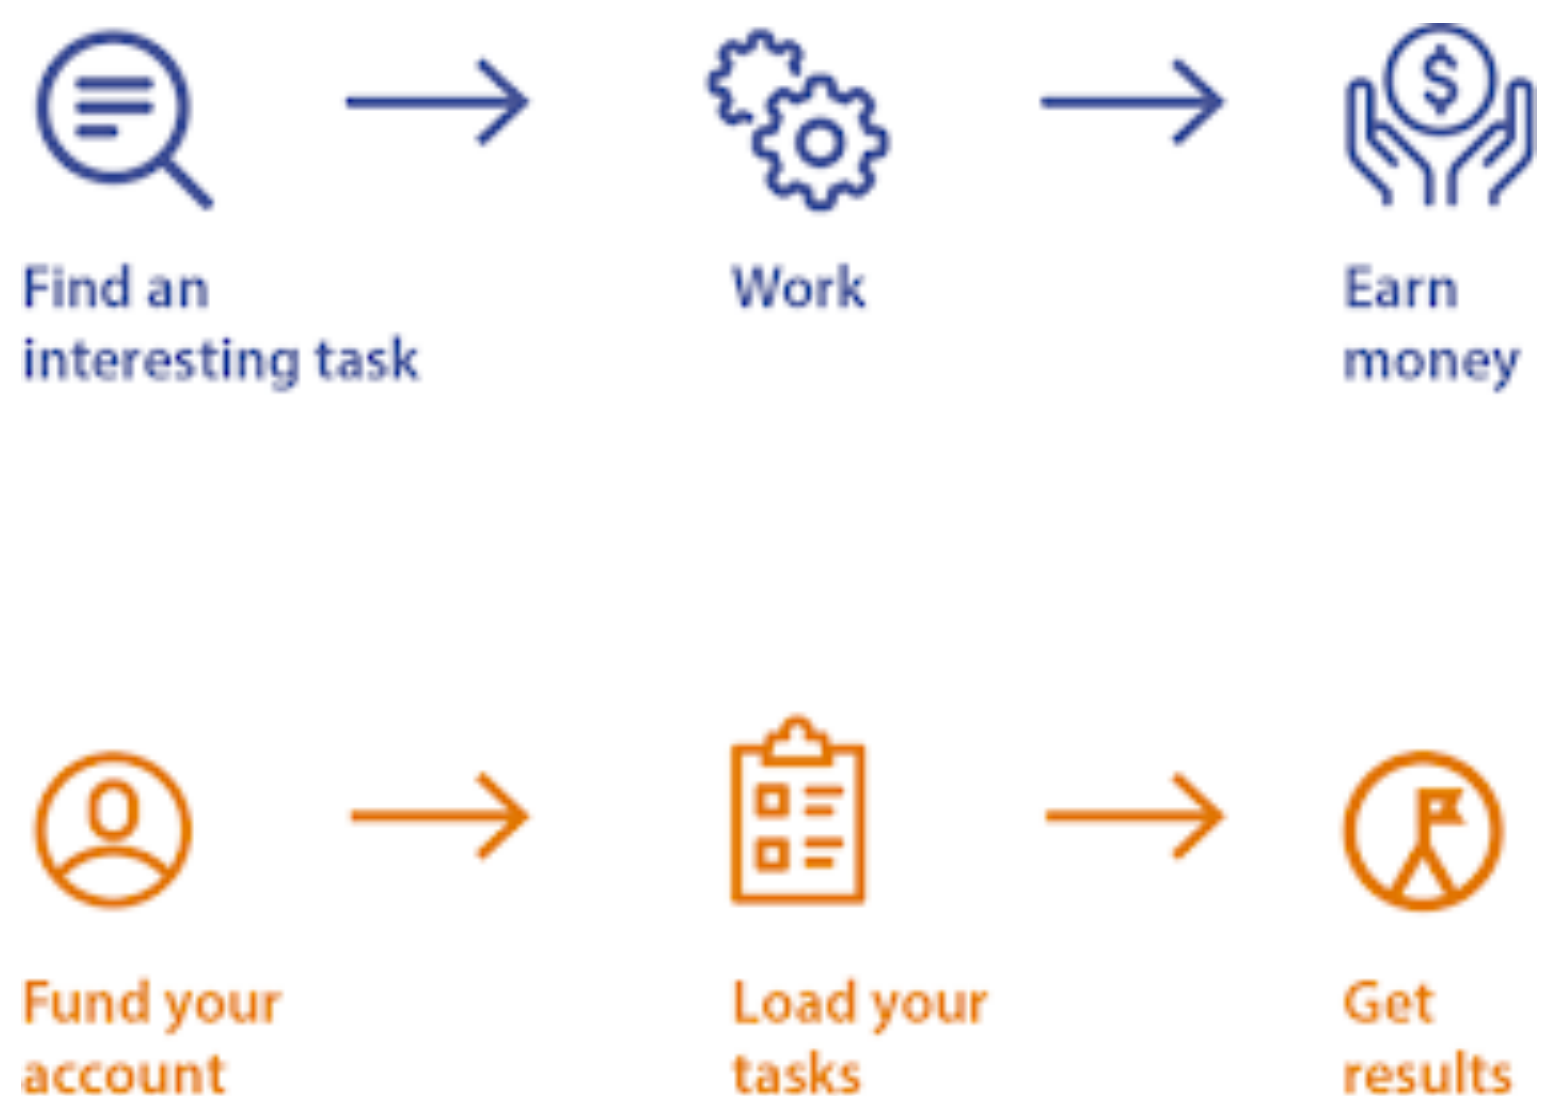 Find an
interesting task
Work
Earn
money
Fund your
account
Load your
tasks
Get
results